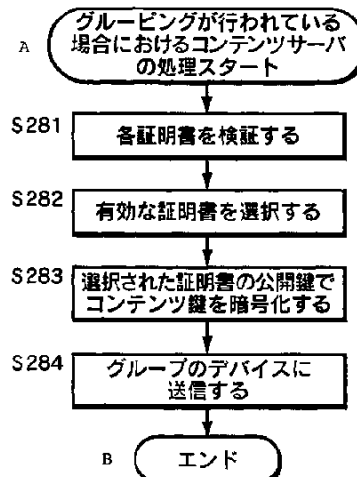 A
グルーピングが行われている
場合におけるコンテンツサーバ
の処理スタート
S281
各証明書を検証する
S282
有効な証明書を選択する
S283
選択された証明書の公開鍵で
コンテンツ鍵を暗号化する
S284
グループのデバイスに
送信する
B
エンド